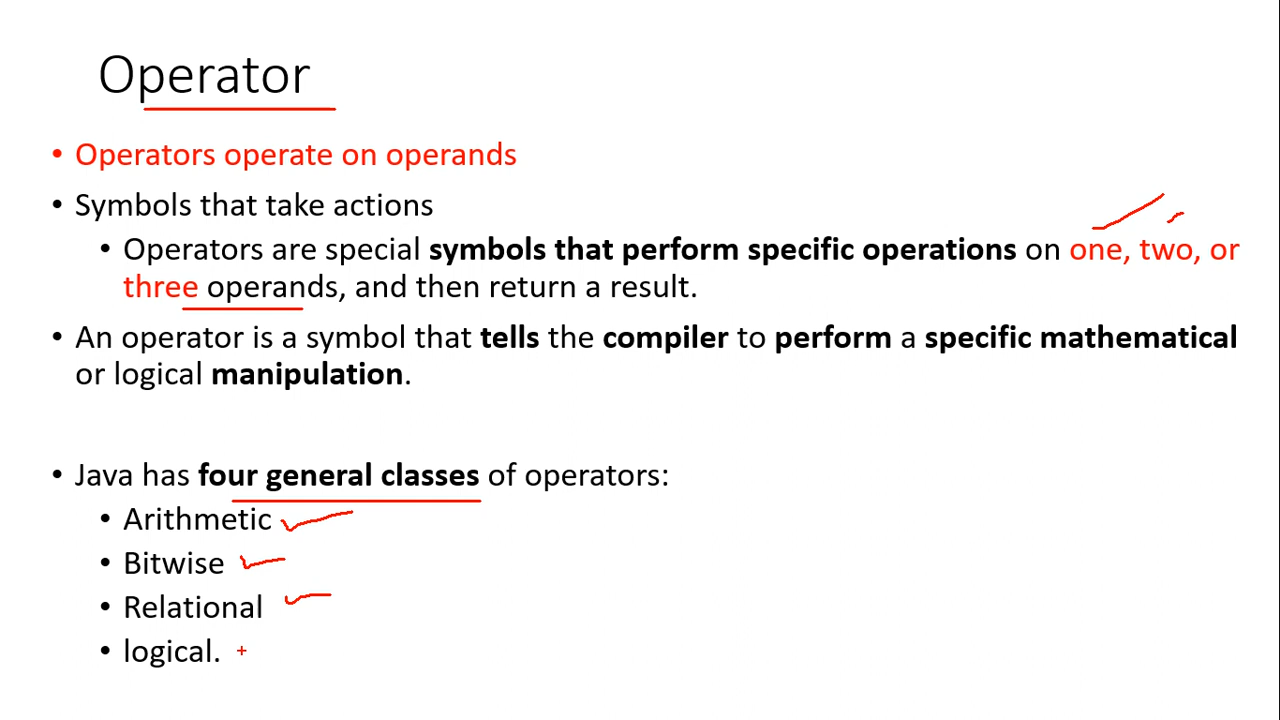 Operator
• Operators operate on operands
• Symbols that take actions
• Operators are special symbols that perform specific operations on one, two, or
three operands, and then return a result.
• An operator is a symbol that tells the compiler to perform a specific mathematical
or logical manipulation.
• Java has four general classes of operators:
• Arithmetic
• Bitwise
• Relational
• logical.